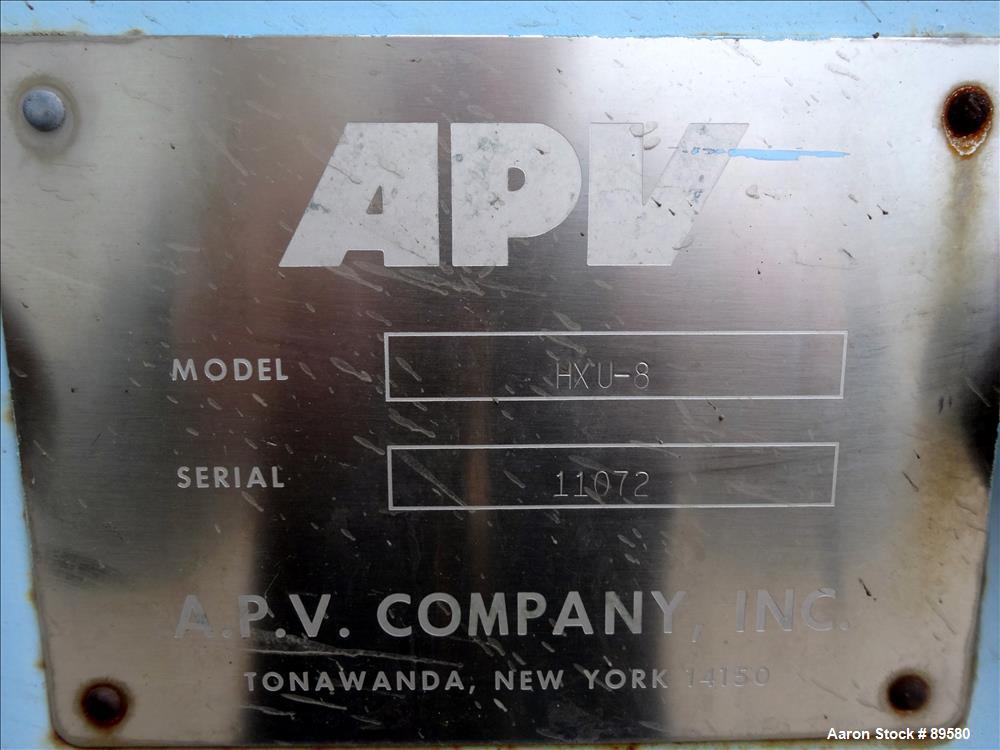 APV
MODEL HXU-8
SERIAL 11072
A.P.V. COMPANY, INC.
TONAWANDA, NEW YORK 14150
Aaron Stock # 89580